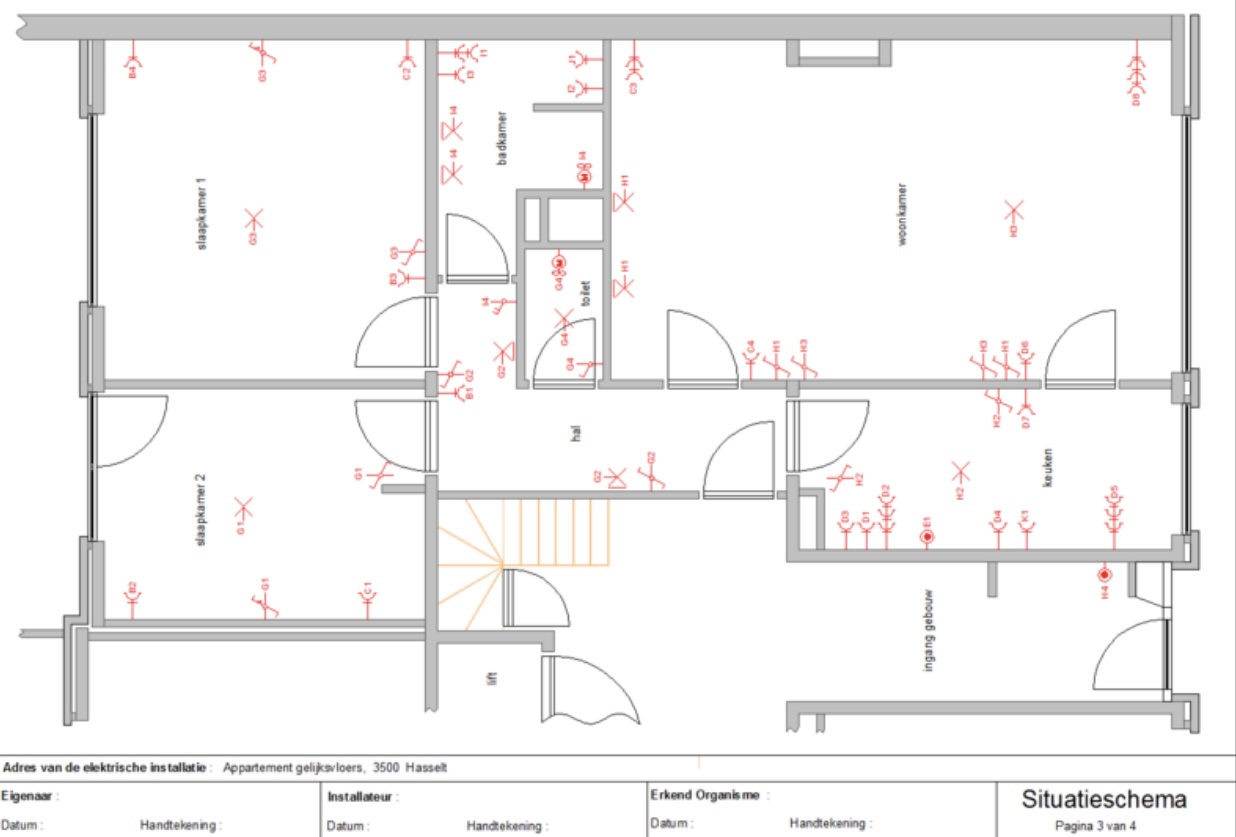 B4
G3
C2
I1
I3
J1
I2
C3
D8
I4
I4
badkamer
I4
H1
slaapkamer 1
G3
woonkamer
H3
G3
B3
G4
H1
toilet
I4
G4
G2
G4
C4
H1
H3
H3
H1
D6
G2
B1
H2
D7
hal
slaapkamer 2
G1
G2
G2
H2
H2
keuken
G1
D3
D1
D2
E1
D4
K1
D5
B2
G1
C1
H4
ingang gebouw
lift
Adres van de elektrische installatie : Appartement gelijksvloers, 3500 Hasselt
Eigenaar :
Datum : Handtekening :
Installateur :
Datum : Handtekening :
Erkend Organisme :
Datum : Handtekening :
Situatieschema
Pagina 3 van 4